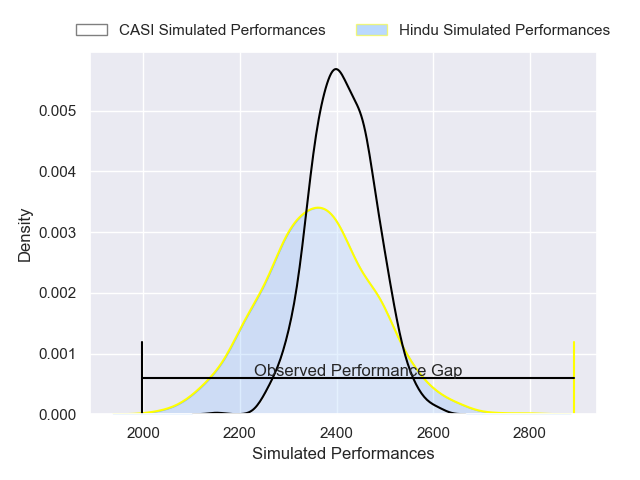 CASI Simulated Performances
Hindu Simulated Performances
0.005
0.004
0.003
0.002
0.001
0.000
Density
Observed Performance Gap
2000
2200
2400
2600
2800
Simulated Performances